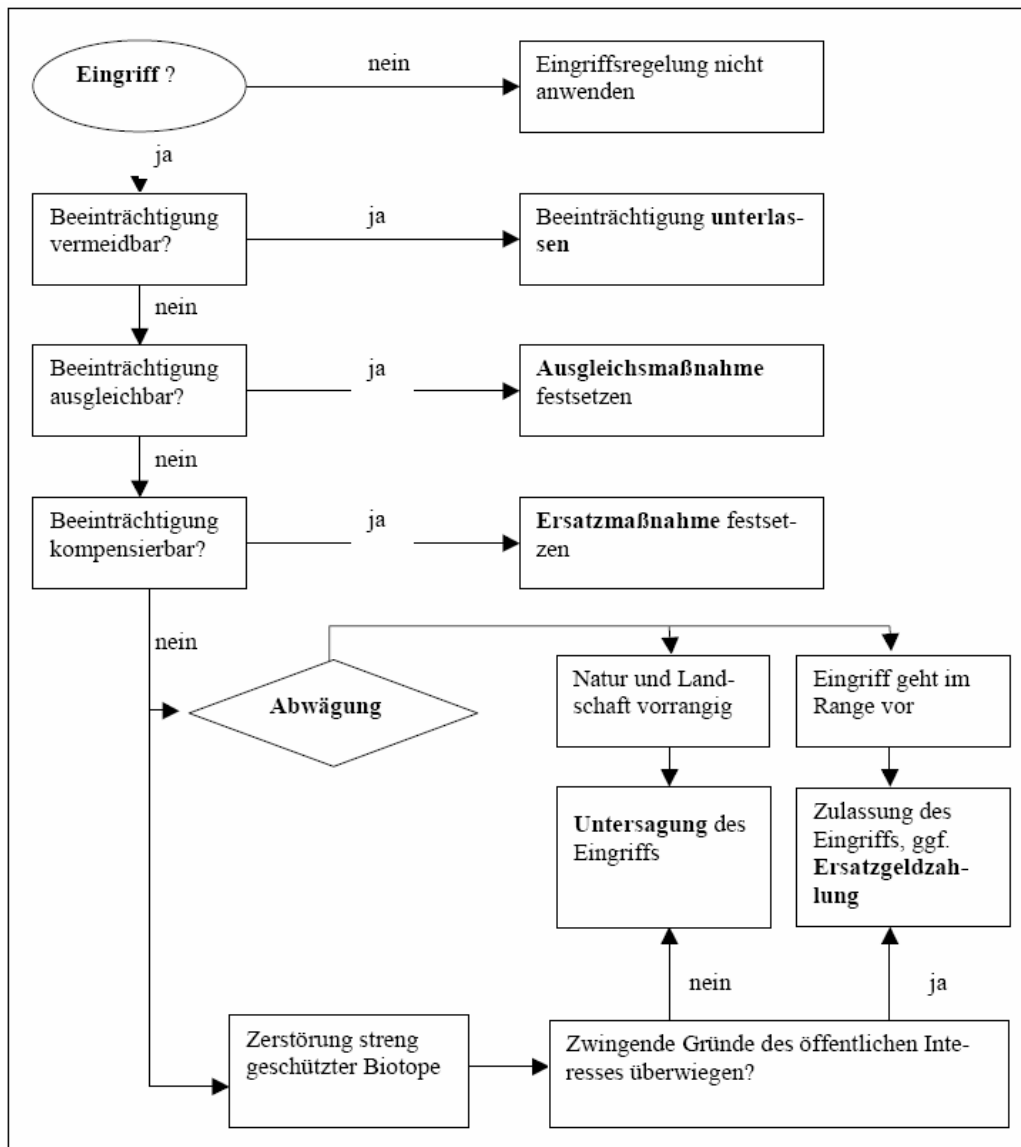 Eingriff ?
nein
Eingriffsregelung nicht
anwenden
ja
Beeinträchtigung
vermeidbar?
ja
Beeinträchtigung unterlas-
sen
nein
Beeinträchtigung
ausgleichbar?
ja
Ausgleichsmaßnahme
festsetzen
nein
Beeinträchtigung
kompensierbar?
ja
Ersatzmaßnahme festset-
zen
nein
Abwägung
Natur und Land-
schaft vorrangig
Eingriff geht im
Range vor
Untersagung des
Eingriffs
Zulassung des
Eingriffs, ggf.
Ersatzgeldzah-
lung
nein
ja
Zerstörung streng
geschützter Biotope
Zwingende Gründe des öffentlichen Inte-
resses überwiegen?